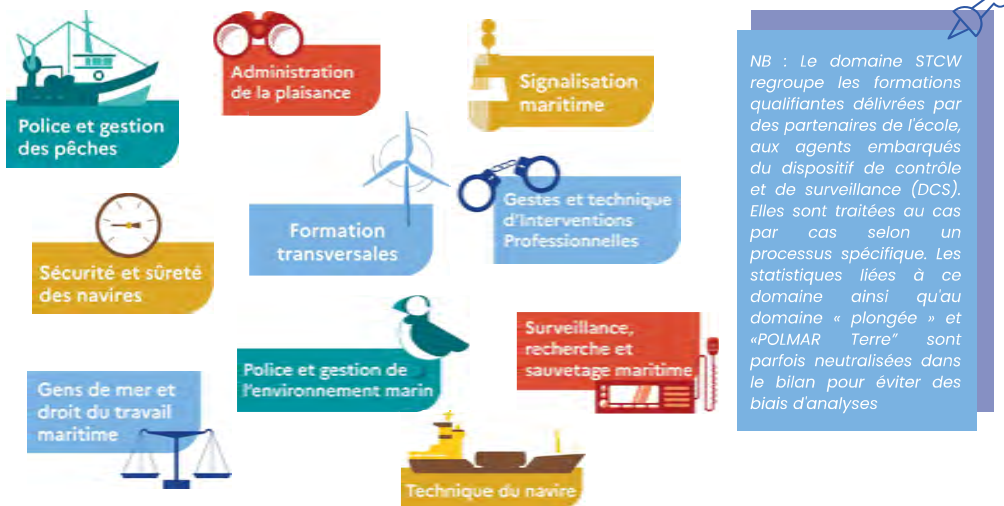 Police et gestion
des pêches
Administration
de la plaisance
Signalisation
maritime
Formation
transversales
Gestes et technique
d'Interventions
Professionnelles
Sécurité et sûreté
des navires
Police et gestion de
l'environnement marin
Surveillance,
recherche et
sauvetage maritime
Gens de mer et
droit du travail
maritime
Technique du navire
NB : Le domaine STCW
regroupe les formations
qualifiantes délivrées par
des partenaires de l'école,
aux agents embarqués
du dispositif de contrôle
et de surveillance (DCS).
Elles sont traitées au cas
par cas selon un
processus spécifique. Les
statistiques liées à ce
domaine ainsi qu'au
domaine « plongée » et
«POLMAR Terre” sont
parfois neutralisées dans
le bilan pour éviter des
biais d'analyses